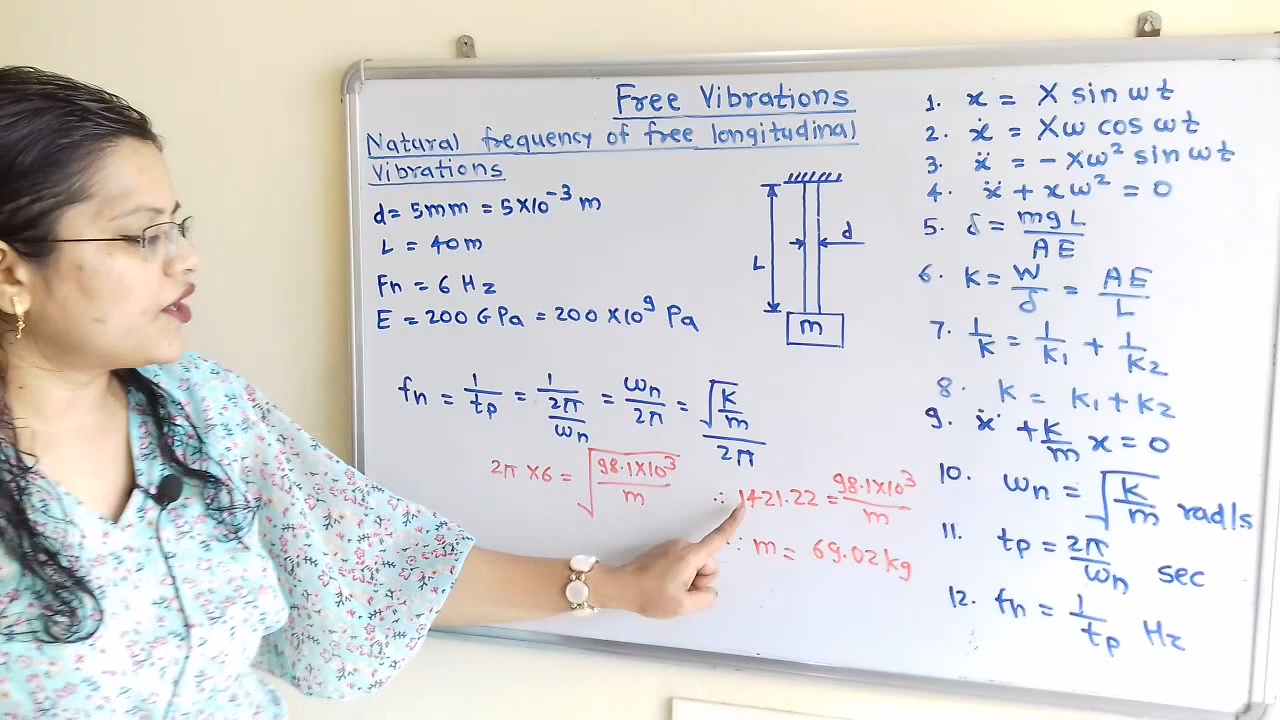 Free Vibrations
Natural frequency of free longitudinal
Vibrations
d = 5mm = 5×10⁻³ m
L = 40m
Fn = 6 Hz
E = 200 GPa = 200 ×10⁹ Pa
L
d
m
fn = 1/tp = 1/(2π/ωn) = ωn/2π = √(K/m)/2π
2π ×6 = √(98.1×10³/m)
∴ 1421.22 = 98.1×10³/m
∴ m = 69.02 kg
1. x = X sin ωt
2. ẋ = Xω cos ωt
3. ẍ = - Xω² sin ωt
4. ẍ + xω² = 0
5. δ = mgL/AE
6. K = W/δ = AE/L
7. 1/K = 1/K1 + 1/K2
8. K = K1 + K2
9. ẍ + K/m x = 0
10. ωn = √(K/m) rad/s
11. tp = 2π/ωn sec
12. fn = 1/tp Hz